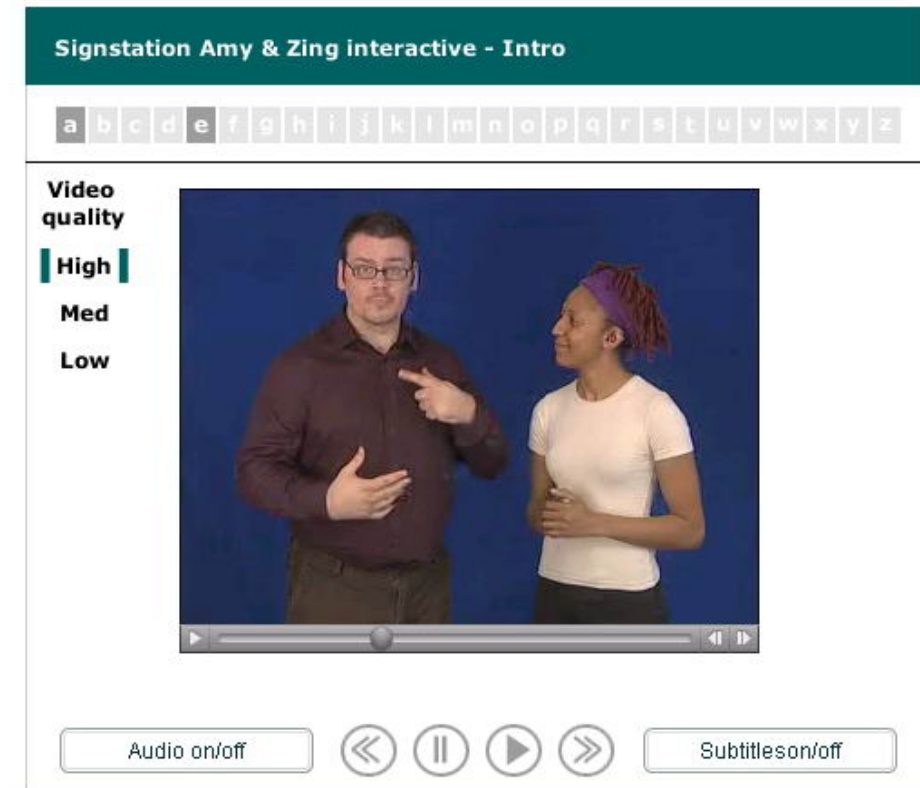 Signstation Amy & Zing interactive - Intro
a b c d e f g h i j k l m n o p q r s t u v w x y z
Video
quality
High
Med
Low
Audio on/off
Subtitleson/off